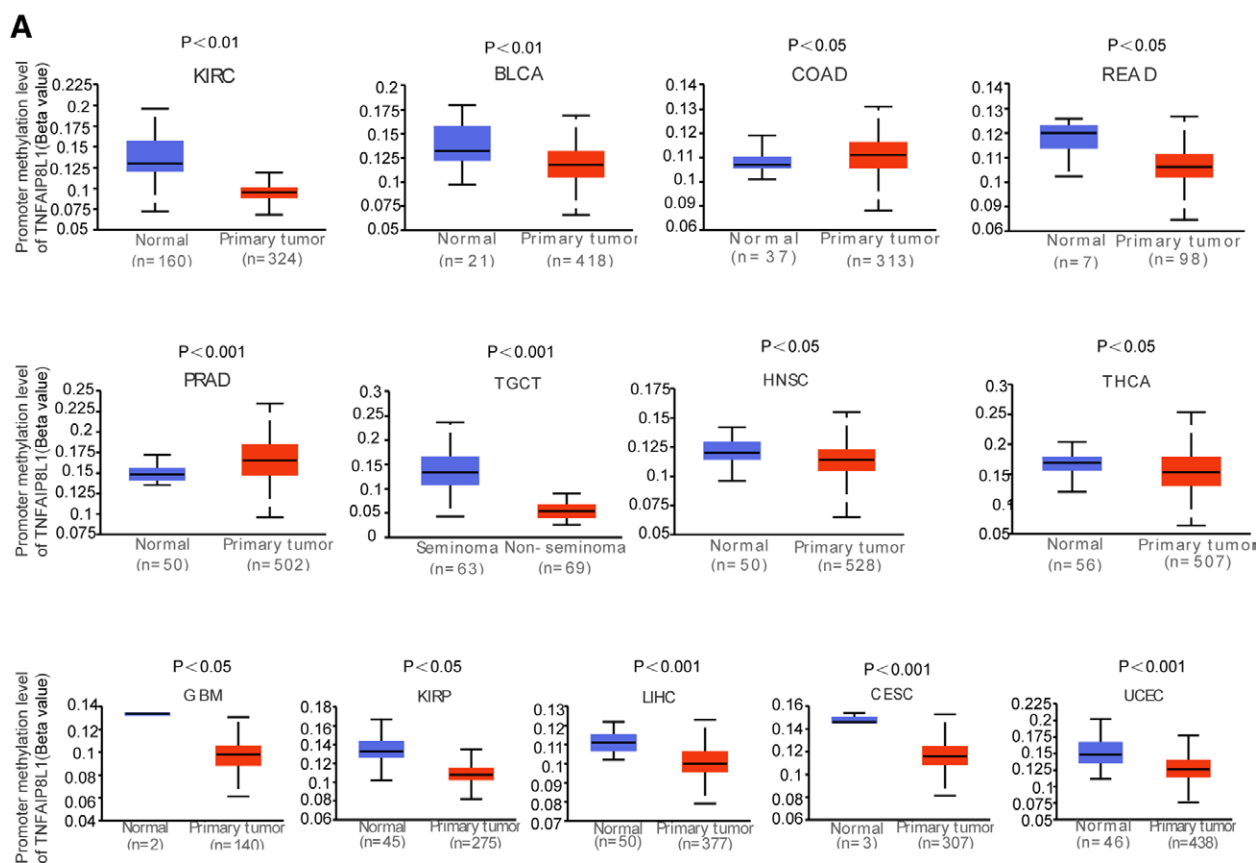 A
P<0.01
P<0.01
P<0.05
P<0.05
KIRC
BLCA
COAD
READ
Promoter methylation level
of TNFAIP8L1(Beta value)
0.225
0.2
0.175
0.15
0.125
0.1
0.075
0.05
Normal
(n=160)
Primary tumor
(n=324)
0.2
0.175
0.15
0.125
0.1
0.075
0.05
Normal
(n=21)
Primary tumor
(n=418)
0.14
0.13
0.12
0.11
0.1
0.09
0.06
Normal
(n=37)
Primary tumor
(n=313)
0.14
0.13
0.12
0.11
0.1
0.09
0.06
Normal
(n=7)
Primary tumor
(n=98)
P<0.001
P<0.001
P<0.05
P<0.05
PRAD
TGCT
HNSC
THCA
Promoter methylation level
of TNFAIP8L1(Beta value)
0.25
0.225
0.2
0.175
0.15
0.125
0.1
0.075
Normal
(n=50)
Primary tumor
(n=502)
0.3
0.25
0.2
0.15
0.1
0.05
0
Seminoma
(n=63)
Non-seminoma
(n=69)
0.175
0.15
0.125
0.1
0.075
0.05
Normal
(n=50)
Primary tumor
(n=528)
0.3
0.25
0.2
0.15
0.05
Normal
(n=56)
Primary tumor
(n=507)
P<0.05
P<0.05
P<0.001
P<0.001
P<0.001
GBM
KIRP
LIHC
CESC
UCEC
Promoter methylation level
of TNFAIP8L1(Beta value)
0.14
0.12
0.1
0.08
0.06
0.04
Normal
(n=2)
Primary tumor
(n=140)
0.18
0.16
0.14
0.12
0.1
0.08
0.06
Normal
(n=45)
Primary tumor
(n=275)
0.13
0.12
0.11
0.1
0.09
0.08
0.07
Normal
(n=50)
Primary tumor
(n=377)
0.16
0.14
0.12
0.1
0.08
0.06
Normal
(n=3)
Primary tumor
(n=307)
0.225
0.2
0.175
0.15
0.125
0.1
0.075
0.05
Normal
(n=46)
Primary tumor
(n=438)